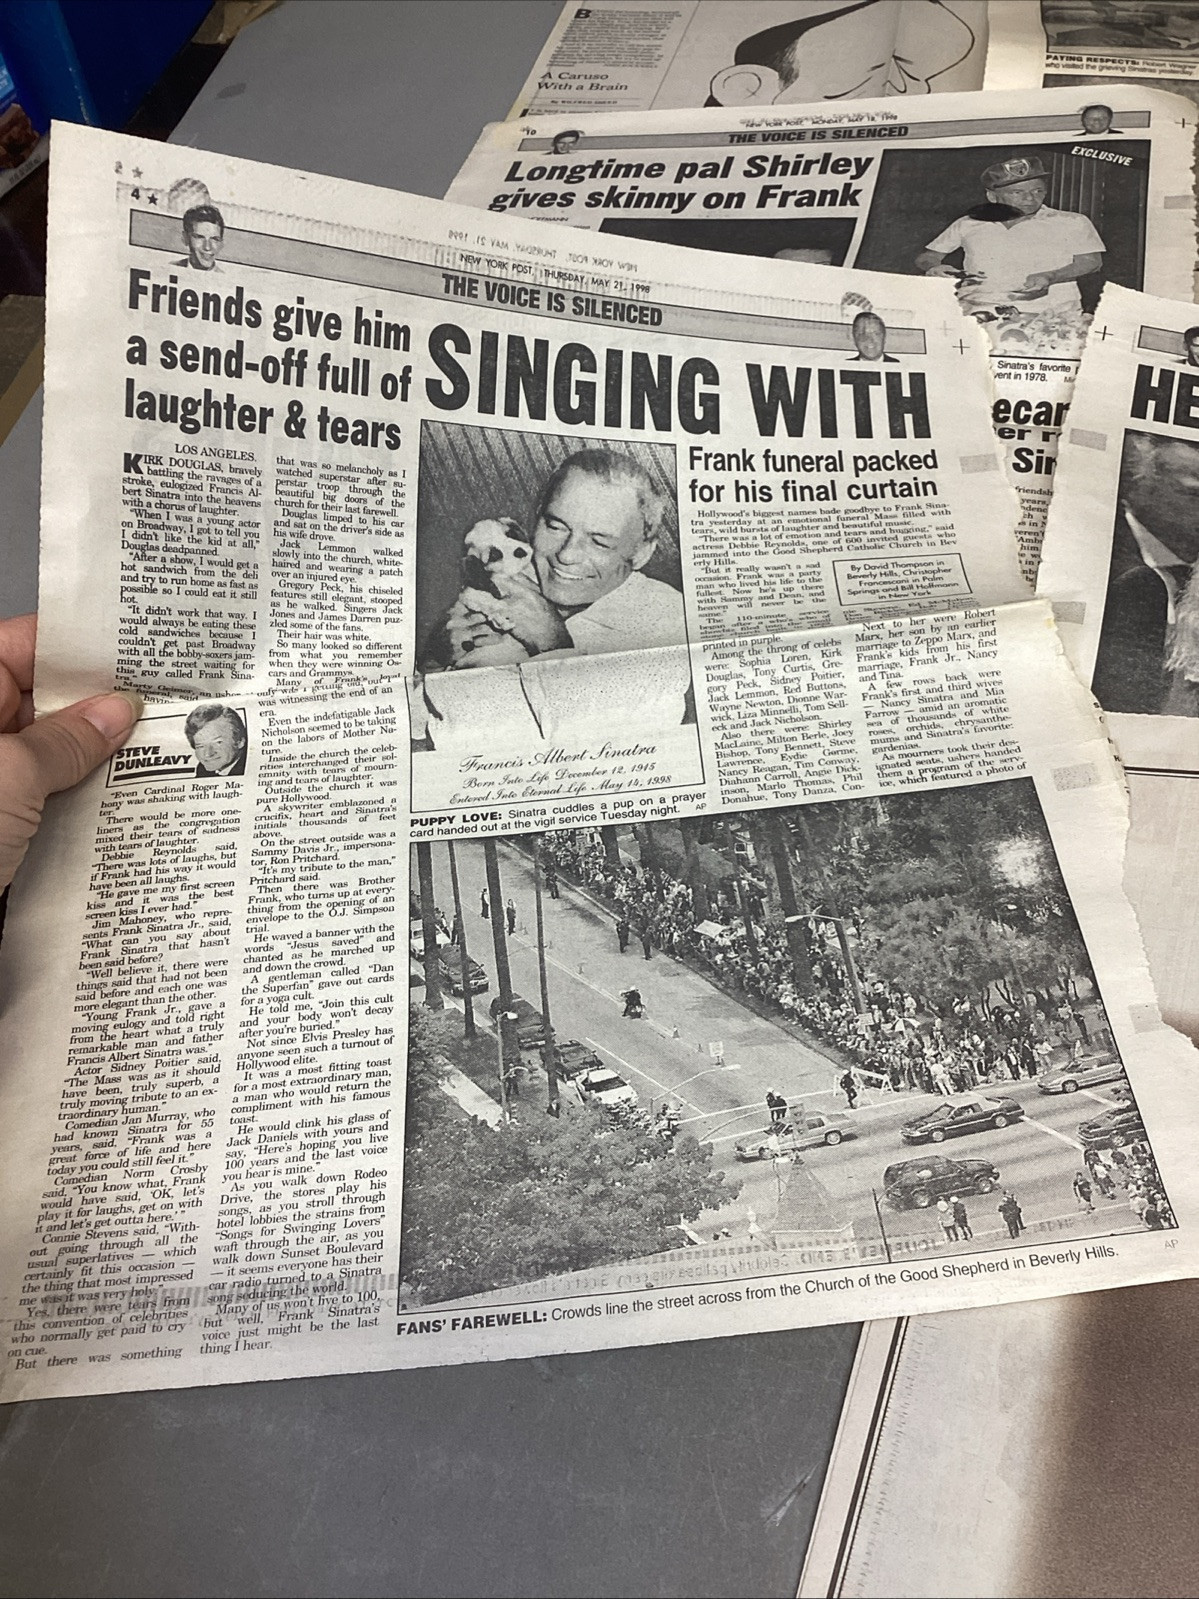 A Caruso
With a Brain
PAYING RESPECTS:
10
NEW YORK POST, MONDAY, MAY 18, 1998
THE VOICE IS SILENCED
Longtime pal Shirley
gives skinny on Frank
EXCLUSIVE
Sinatra's favorite
ent in 1978.
ecar
er r
Sin
HE
4
NEW YORK POST, THURSDAY, MAY 21, 1998
THE VOICE IS SILENCED
Friends give him
a send-off full of
laughter & tears
SINGING WITH
LOS ANGELES.
KIRK DOUGLAS, bravely
battling the ravages of a
stroke, eulogized Francis Al-
bert Sinatra into the heavens
with a chorus of laughter.
"When I was a young actor
on Broadway, I got to tell you
I didn't like the kid at all,"
Douglas deadpanned.
"After a show, I would get a
hot sandwich from the deli
and try to run home as fast as
possible so I could eat it still
hot.
"It didn't work that way. I
would always be eating these
cold sandwiches because I
couldn't get past Broadway
with all the bobby-soxers jam-
ming the street waiting for
this guy called Frank Sina-
tra."
STEVE
DUNLEAVY
"Even Cardinal Roger Ma-
hony was shaking with laugh-
ter."
There would be more one-
liners as the congregation
mixed their tears of sadness
with tears of laughter.
Debbie Reynolds said,
"There was lots of laughs, but
if Frank had his way it would
have been all laughs.
"He gave me my first screen
kiss and it was the best
screen kiss I ever had."
Jim Mahoney, who repre-
sents Frank Sinatra Jr., said,
"What can you say about
Frank Sinatra that hasn't
been said before?
"Well believe it, there were
things said that had not been
said before and each one was
more elegant than the other.
"Young Frank Jr., gave a
moving eulogy and told right
from the heart what a truly
remarkable man and father
Francis Albert Sinatra was."
Actor Sidney Poitier said,
"The Mass was as it should
have been, truly superb, a
truly moving tribute to an ex-
traordinary human."
Comedian Jan Murray, who
had known Sinatra for 55
years, said, "Frank was a
great force of life and here
today you could still feel it."
Comedian Norm Crosby
said, "You know what, Frank
would have said, 'OK, let's
play it for laughs, get on with
it and let's get outta here.'"
Connie Stevens said, "With-
out going through all the
usual superlatives — which
certainly fit this occasion —
the thing that most impressed
me was it was very holy."
Yes, there were tears from
this convention of celebrities
who normally get paid to cry
on cue.
But there was something
that was so melancholy as I
watched superstar after su-
perstar troop through the
beautiful big doors of the
church for their last farewell.
Douglas limped to his car
and sat on the driver's side as
his wife drove.
Jack Lemmon walked
slowly into the church, white-
haired and wearing a patch
over an injured eye.
Gregory Peck, his chiseled
features still elegant, stooped
as he walked. Singers Jack
Jones and James Darren puz-
zled some of the fans.
Their hair was white.
So many looked so different
from what you remember
when they were winning Os-
cars and Grammys.
Many of Frank's loyal
was witnessing the end of an
era.
Even the indefatigable Jack
Nicholson seemed to be taking
on the labors of Mother Na-
ture.
Inside the church the celeb-
rities interchanged their sol-
emnity with tears of mourn-
ing and tears of laughter.
Outside the church it was
pure Hollywood.
A skywriter emblazoned a
crucifix, heart and Sinatra's
initials thousands of feet
above.
On the street outside was a
Sammy Davis Jr., impersona-
tor, Ron Pritchard.
"It's my tribute to the man,"
Pritchard said.
Then there was Brother
Frank, who turns up at every-
thing from the opening of an
envelope to the O.J. Simpson
trial.
He waved a banner with the
words "Jesus saved" and
chanted as he marched up
and down the crowd.
A gentleman called "Dan
the Superfan" gave out cards
for a yoga cult.
He told me, "Join this cult
and your body won't decay
after you're buried."
Not since Elvis Presley has
anyone seen such a turnout of
Hollywood elite.
It was a most fitting toast
for a most extraordinary man,
a man who would return the
compliment with his famous
toast.
He would clink his glass of
Jack Daniels with yours and
say, "Here's hoping you live
100 years and the last voice
you hear is mine."
As you walk down Rodeo
Drive, the stores play his
songs, as you stroll through
hotel lobbies the strains from
"Songs for Swinging Lovers"
waft through the air, as you
walk down Sunset Boulevard
— it seems everyone has their
car radio turned to a Sinatra
song seducing the world.
Many of us won't live to 100,
but well, Frank Sinatra's
voice just might be the last
thing I hear.
Francis Albert Sinatra
Born Into Life December 12, 1915
Entered Into Eternal Life May 14, 1998
PUPPY LOVE: Sinatra cuddles a pup on a prayer
card handed out at the vigil service Tuesday night. AP
Frank funeral packed
for his final curtain
Hollywood's biggest names bade goodbye to Frank Sina-
tra yesterday at an emotional funeral Mass filled with
tears, wild bursts of laughter and beautiful music.
"There was a lot of emotion and tears and hugging," said
actress Debbie Reynolds, one of 600 invited guests who
jammed into the Good Shepherd Catholic Church in Bev
erly Hills.
"But it really wasn't a sad
occasion. Frank was a party
man who lived his life to the
fullest. Now he's up there
with Sammy and Dean, and
heaven will never be the
same."
The 110-minute service
By David Thompson in
Beverly Hills, Christopher
Francescani in Palm
Springs and Bill Hoffmann
in New York
printed in purple.
Among the throng of celebs
were: Sophia Loren, Kirk
Douglas, Tony Curtis, Gre-
gory Peck, Sidney Poitier,
Jack Lemmon, Red Buttons,
Wayne Newton, Dionne War-
wick, Liza Minnelli, Tom Sell-
eck and Jack Nicholson.
Also there were: Shirley
MacLaine, Milton Berle, Joey
Bishop, Tony Bennett, Steve
Lawrence, Eydie Gorme,
Nancy Reagan, Tim Conway,
Diahann Carroll, Angie Dick-
inson, Marlo Thomas, Phil
Donahue, Tony Danza, Con-
Next to her were Robert
Marx, her son by an earlier
marriage to Zeppo Marx, and
Frank's kids from his first
marriage, Frank Jr., Nancy
and Tina.
A few rows back were
Frank's first and third wives
— Nancy Sinatra and Mia
Farrow — amid an aromatic
sea of thousands of white
roses, orchids, chrysanthe-
mums and Sinatra's favorite:
gardenias.
As mourners took their des-
ignated seats, ushers handed
them a program of the serv-
ice, which featured a photo of
FANS' FAREWELL: Crowds line the street across from the Church of the Good Shepherd in Beverly Hills. AP